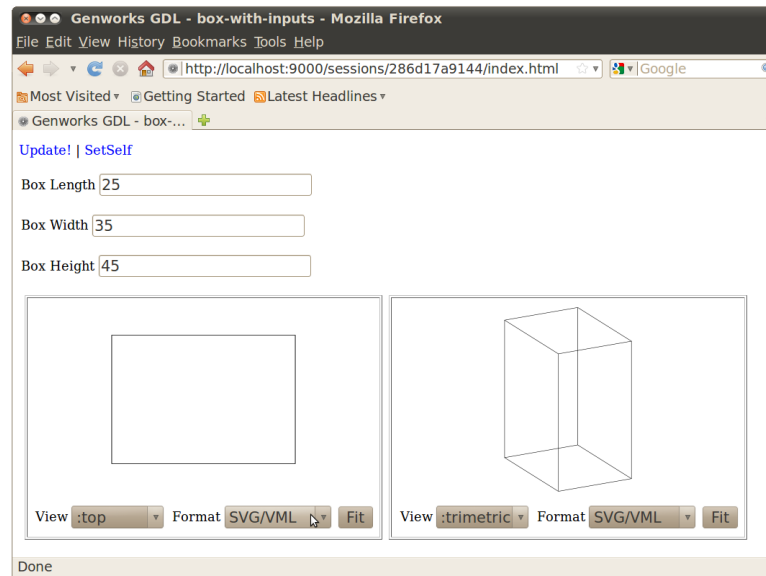 Genworks GDL - box-with-inputs - Mozilla Firefox
File Edit View History Bookmarks Tools Help
http://localhost:9000/sessions/286d17a9144/index.html Google
Most Visited Getting Started Latest Headlines
Genworks GDL - box-...
Update! | SetSelf
Box Length 25
Box Width 35
Box Height 45
View :top Format SVG/VML Fit
View :trimetric Format SVG/VML Fit
Done